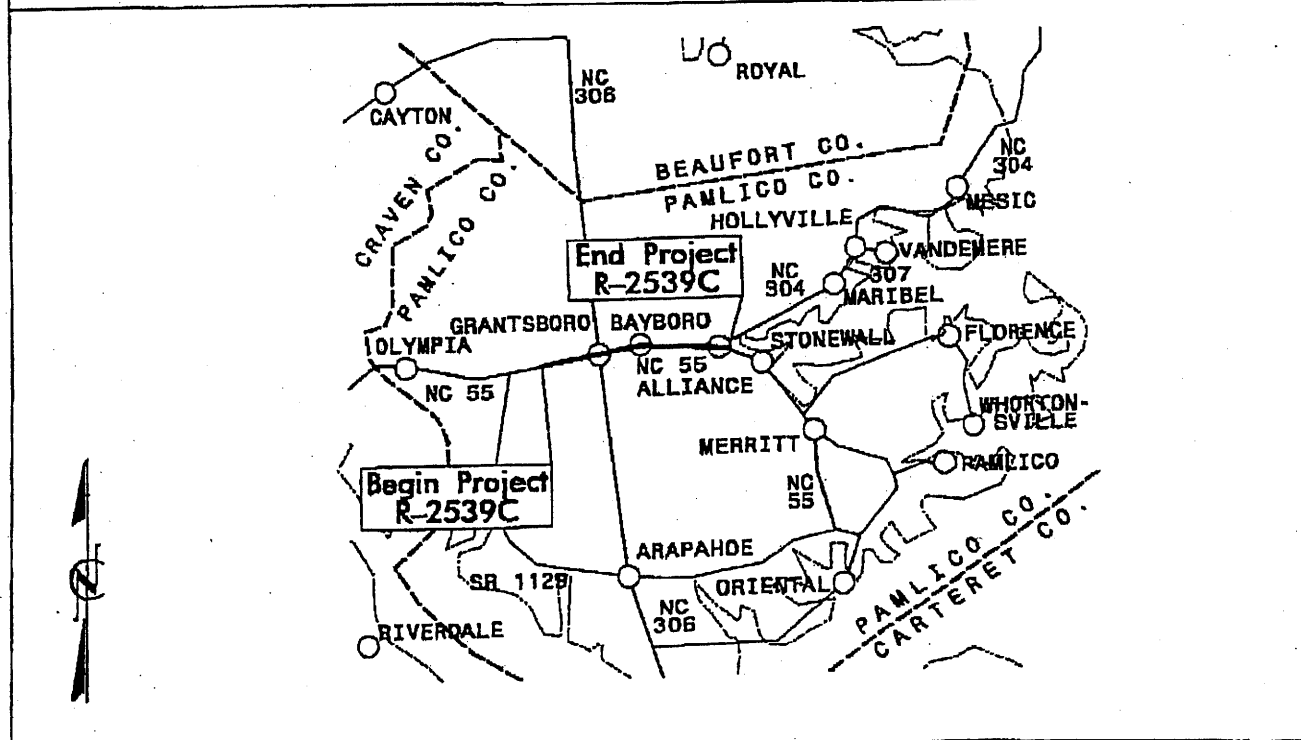 ROYAL
NC
306
CAYTON
CRAVEN CO.
PAMLICO CO.
BEAUFORT CO.
PAMLICO CO.
NC
304
MESIC
HOLLYVILLE
VANDEMERE
307
NC
304
MARIBEL
End Project
R-2539C
GRANTSBORO
BAYBORO
STONEWALL
FLORENCE
OLYMPIA
NC 55
NC 55
ALLIANCE
WHORTON-
SVILLE
MERRITT
PAMLICO
NC
55
Begin Project
R-2539C
ARAPAHOE
ORIENTAL
SR 1129
NC
306
RIVERDALE
PAMLICO CO.
CARTERET CO.
N